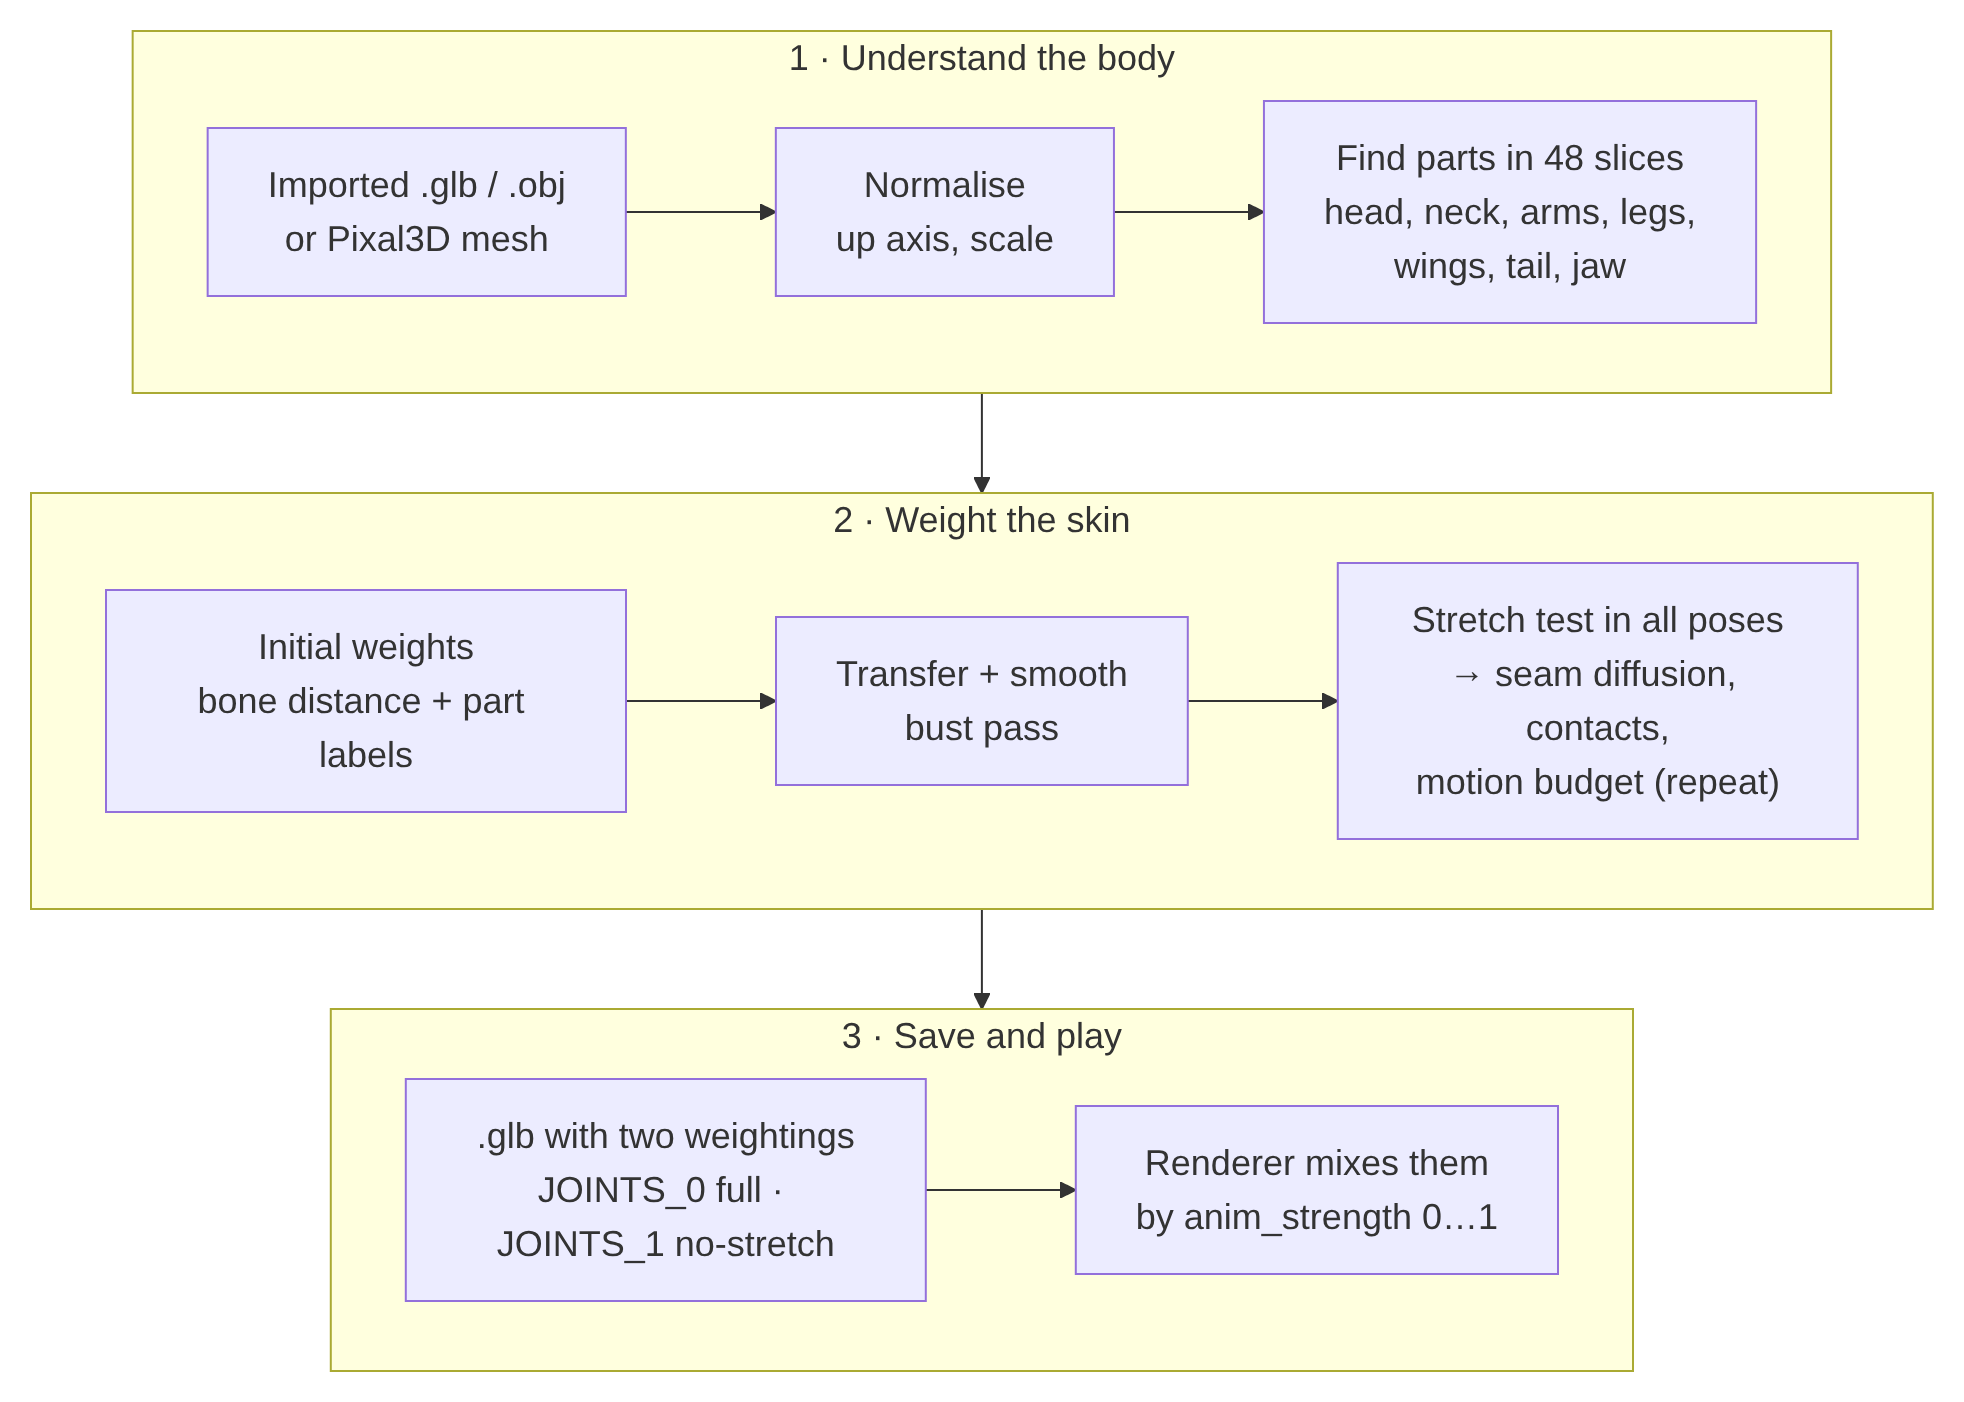 1 · Understand the body
Imported .glb / .obj
or Pixal3D mesh
Normalise
up axis, scale
Find parts in 48 slices
head, neck, arms, legs,
wings, tail, jaw
2 · Weight the skin
Initial weights
bone distance + part
labels
Transfer + smooth
bust pass
Stretch test in all poses
→ seam diffusion,
contacts,
motion budget (repeat)
3 · Save and play
.glb with two weightings
JOINTS_0 full ·
JOINTS_1 no-stretch
Renderer mixes them
by anim_strength 0…1